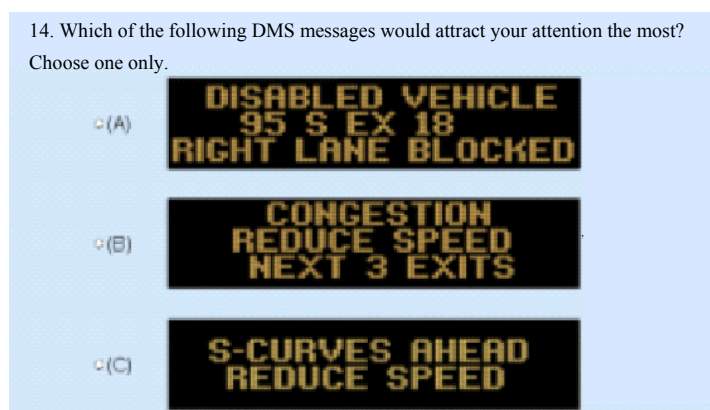 14. Which of the following DMS messages would attract your attention the most?
Choose one only.
(A)
DISABLED VEHICLE
95 S EX 18
RIGHT LANE BLOCKED
(B)
CONGESTION
REDUCE SPEED
NEXT 3 EXITS
(C)
S-CURVES AHEAD
REDUCE SPEED